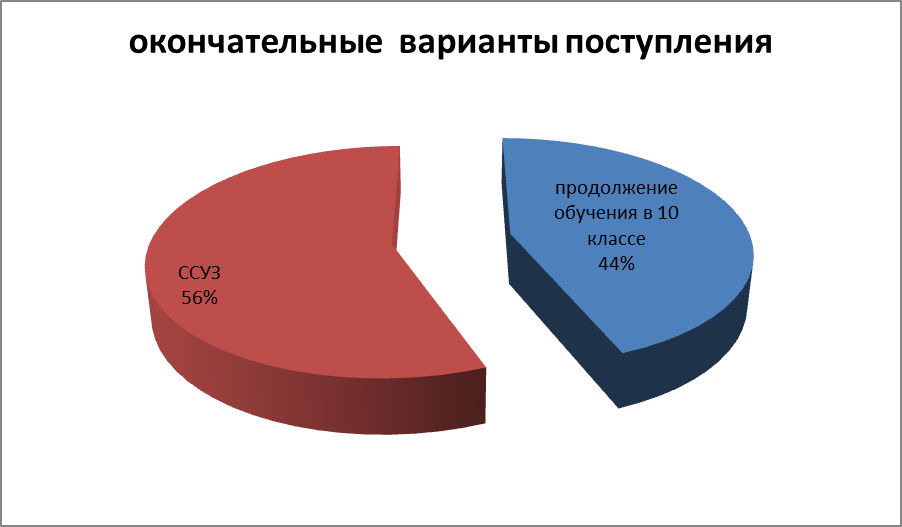 окончательные варианты поступления
продолжение
обучения в 10
классе
44%
ССУЗ
56%